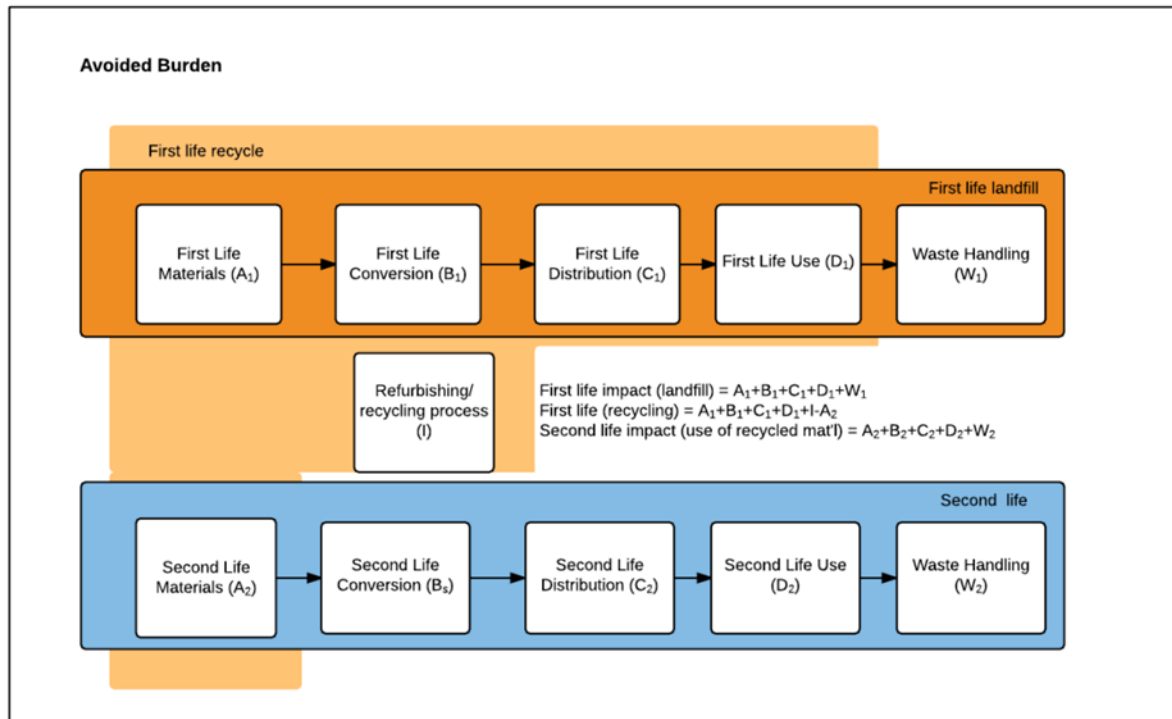 Avoided Burden
First life recycle
First life landfill
First Life
Materials (A₁)
First Life
Conversion (B₁)
First Life
Distribution (C₁)
First Life Use (D₁)
Waste Handling
(W₁)
Refurbishing/
recycling process
(I)
First life impact (landfill) = A₁+B₁+C₁+D₁+W₁
First life (recycling) = A₁+B₁+C₁+D₁+I-A₂
Second life impact (use of recycled mat'l) = A₂+B₂+C₂+D₂+W₂
Second life
Second Life
Materials (A₂)
Second Life
Conversion (Bₛ)
Second Life
Distribution (C₂)
Second Life Use
(D₂)
Waste Handling
(W₂)